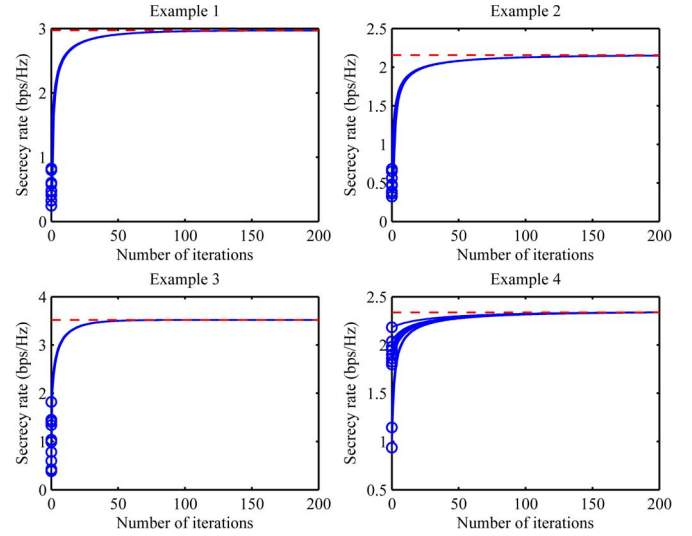 Example 1
Secrecy rate (bps/Hz)
3
2
1
0
0 50 100 150 200
Number of iterations
Example 2
Secrecy rate (bps/Hz)
2.5
2
1.5
1
0.5
0
0 50 100 150 200
Number of iterations
Example 3
Secrecy rate (bps/Hz)
4
3
2
1
0
0 50 100 150 200
Number of iterations
Example 4
Secrecy rate (bps/Hz)
2.5
2
1.5
1
0.5
0 50 100 150 200
Number of iterations